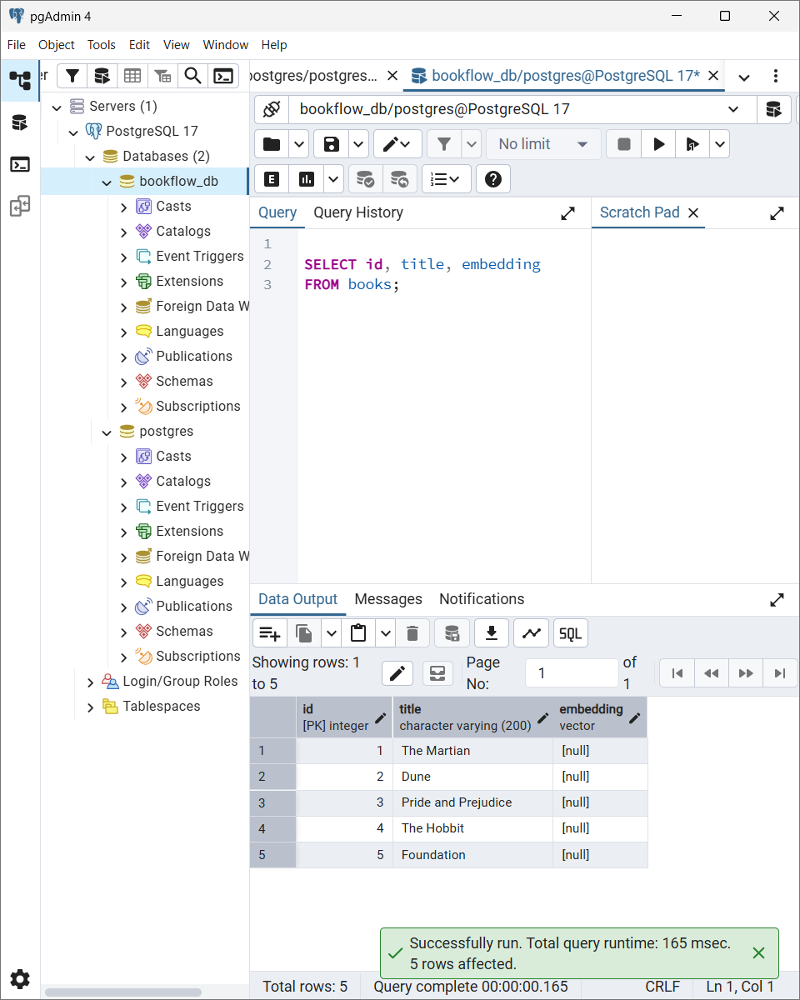 pgAdmin 4
File Object Tools Edit View Window Help
er
postgres/postgres...
bookflow_db/postgres@PostgreSQL 17*
Servers (1)
PostgreSQL 17
Databases (2)
bookflow_db
Casts
Catalogs
Event Triggers
Extensions
Foreign Data W
Languages
Publications
Schemas
Subscriptions
postgres
Casts
Catalogs
Event Triggers
Extensions
Foreign Data W
Languages
Publications
Schemas
Subscriptions
Login/Group Roles
Tablespaces
bookflow_db/postgres@PostgreSQL 17
No limit
E
Query Query History
Scratch Pad
1
2 SELECT id, title, embedding
3 FROM books;
Data Output Messages Notifications
SQL
Showing rows: 1
to 5
Page
No:
1
of
1
id title embedding
[PK] integer character varying (200) vector
1 1 The Martian [null]
2 2 Dune [null]
3 3 Pride and Prejudice [null]
4 4 The Hobbit [null]
5 5 Foundation [null]
Successfully run. Total query runtime: 165 msec.
5 rows affected.
Total rows: 5 Query complete 00:00:00.165 CRLF Ln 1, Col 1